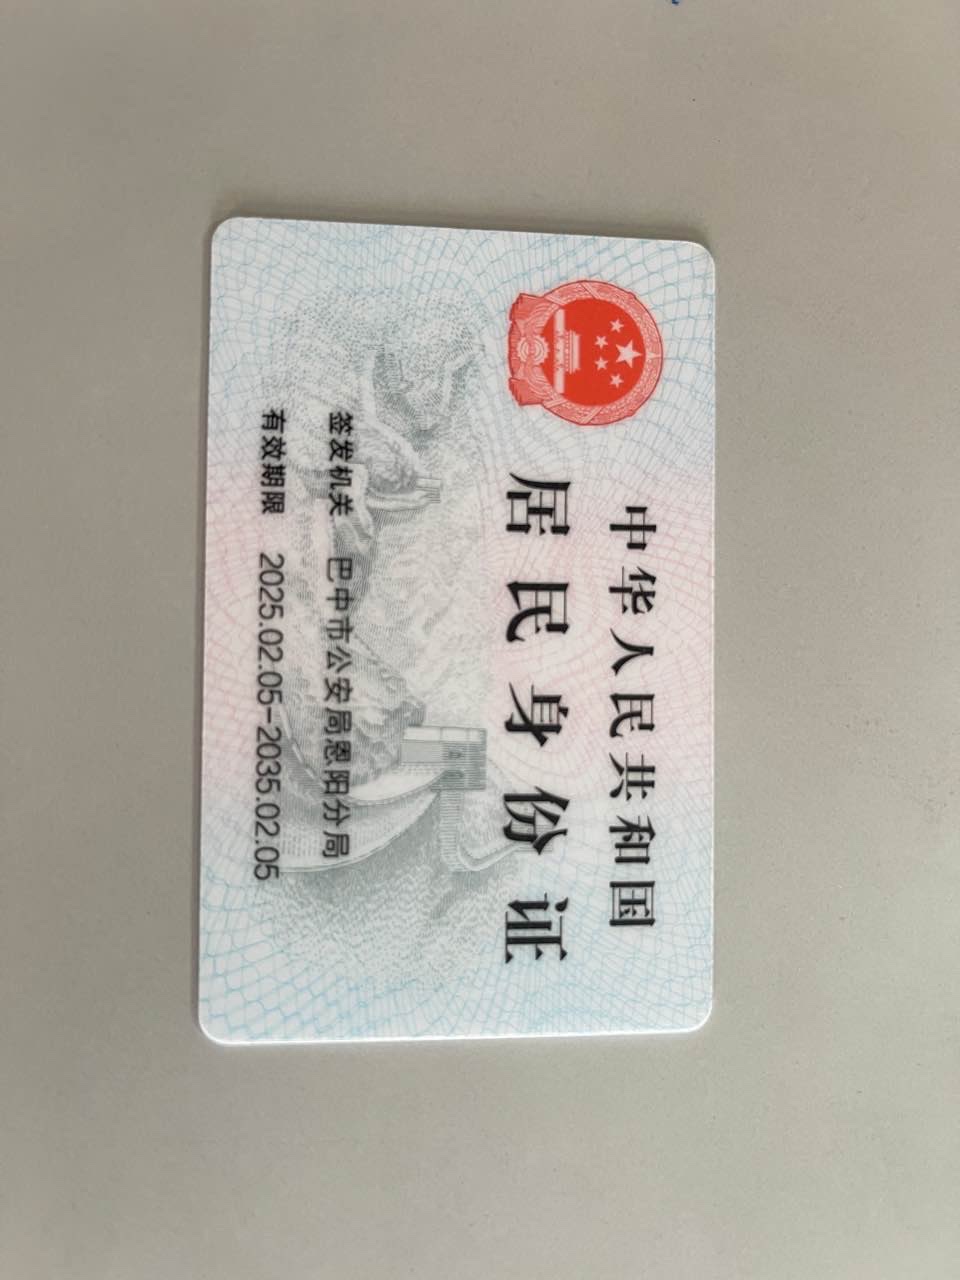 中华人民共和国
居民身份证
签发机关 巴中市公安局恩阳分局
有效期限 2025.02.05-2035.02.05